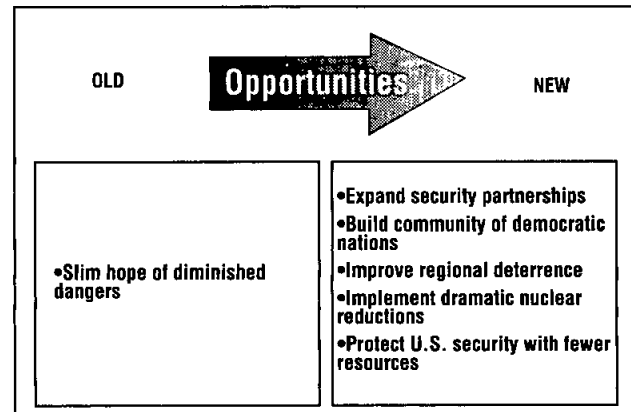 OLD
Opportunities
NEW
•Slim hope of diminished
dangers
•Expand security partnerships
•Build community of democratic
nations
•Improve regional deterrence
•Implement dramatic nuclear
reductions
•Protect U.S. security with fewer
resources